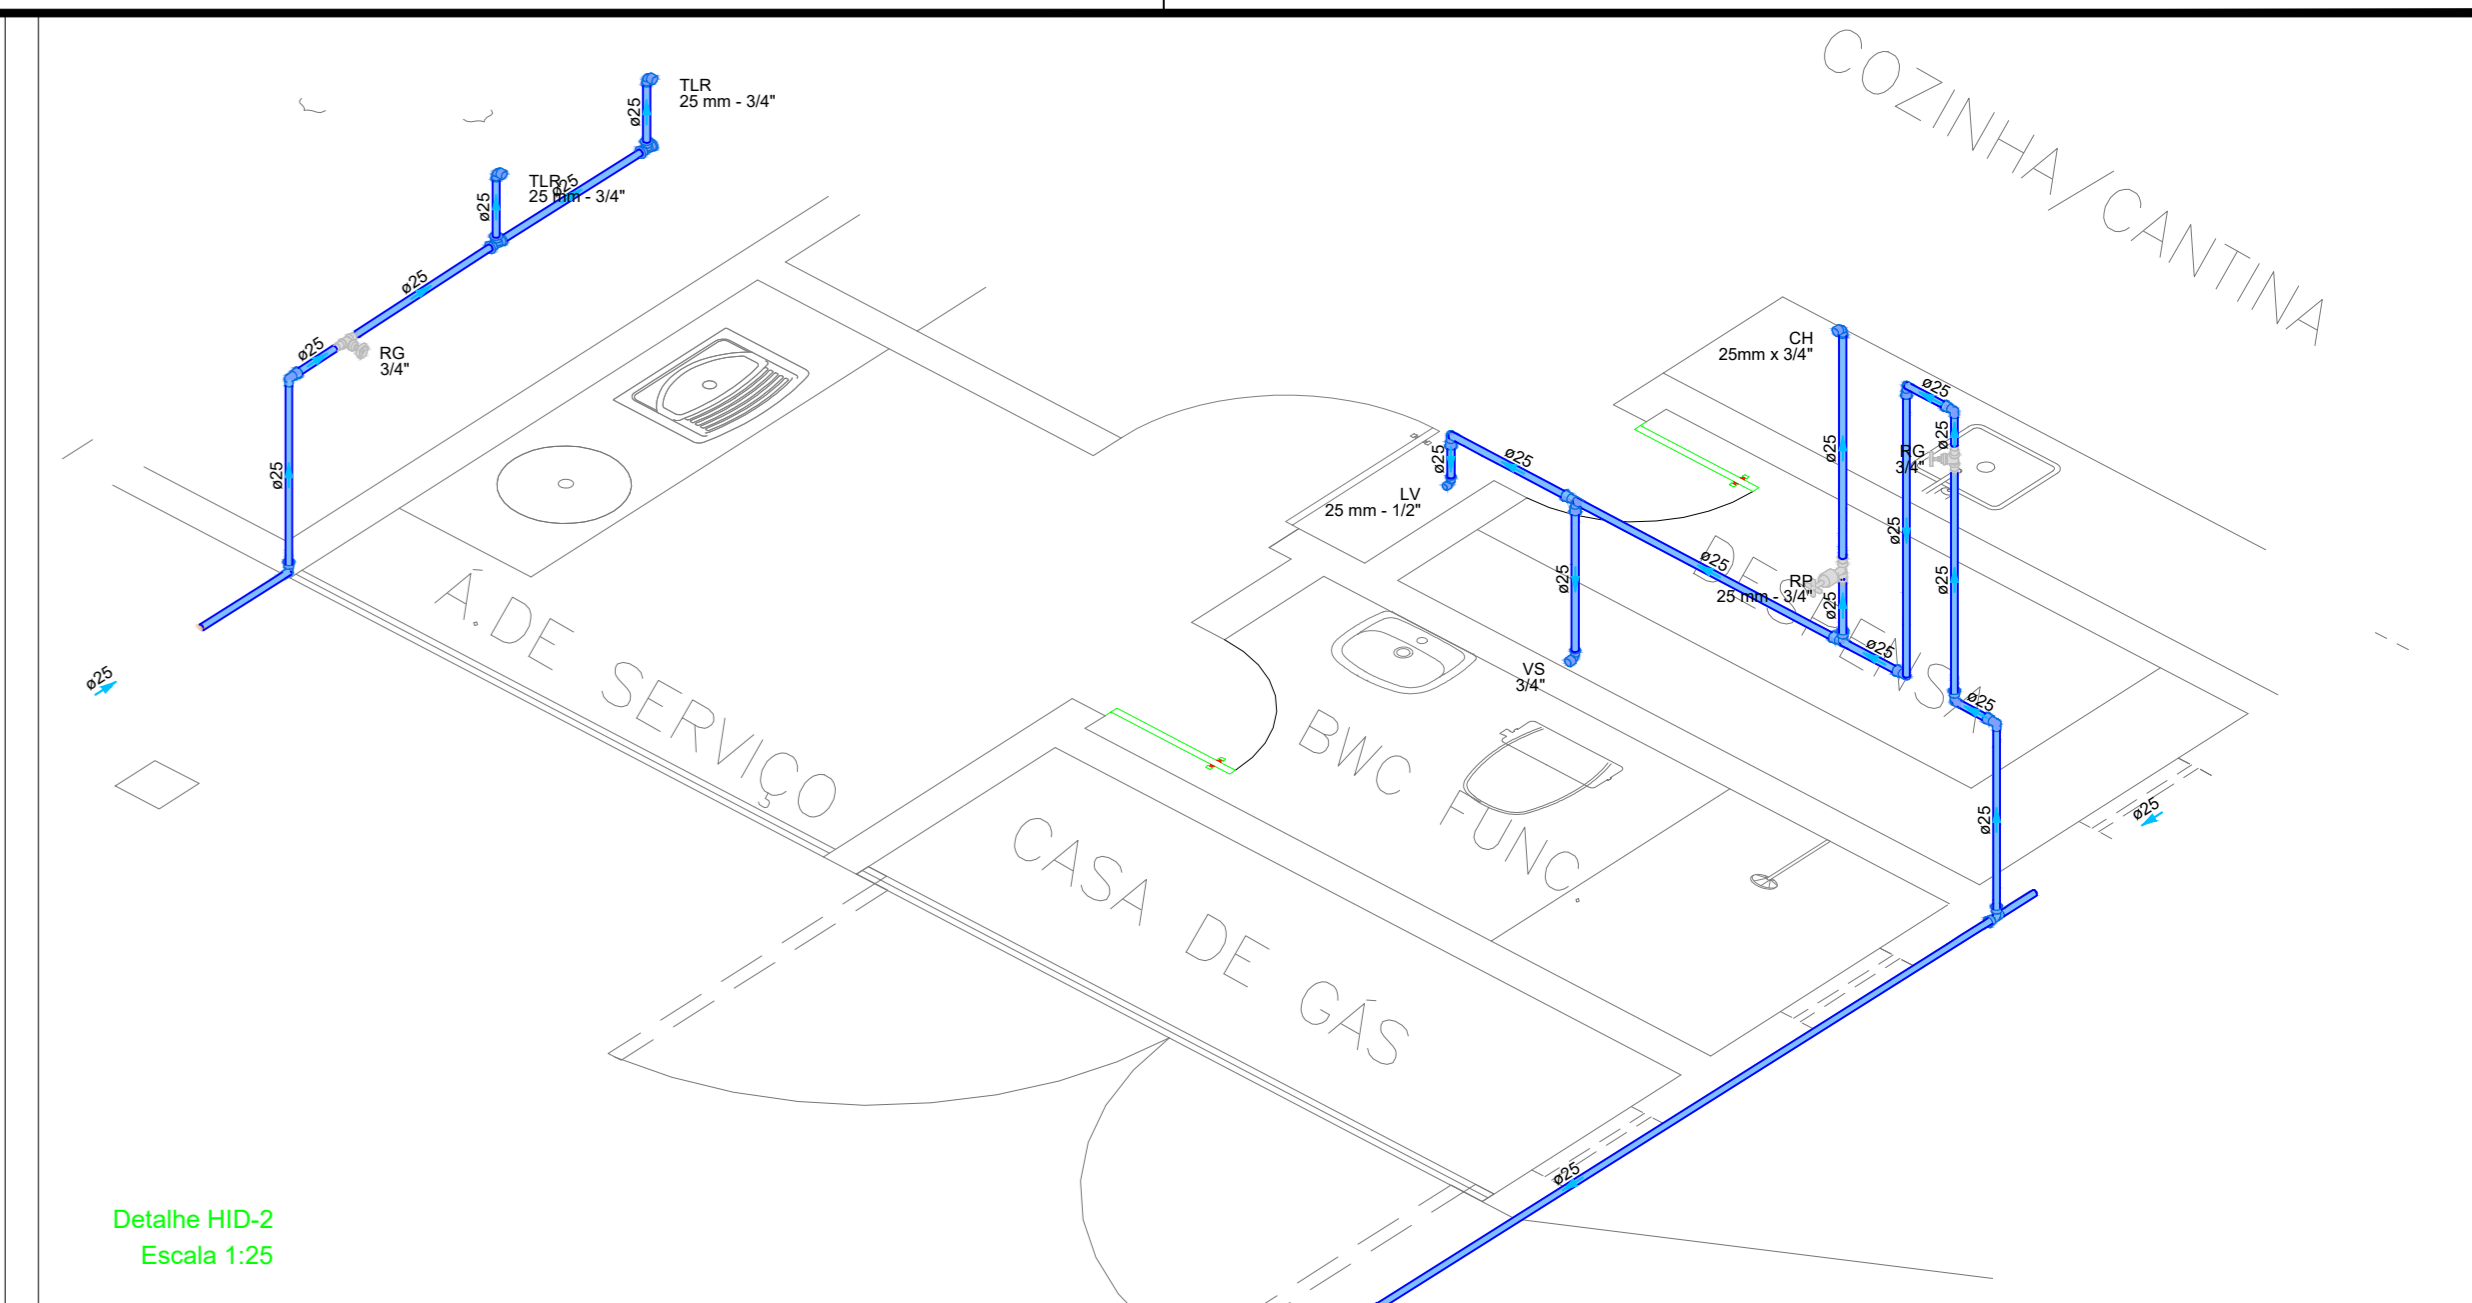 COZINHA/CANTINA
TLR
25 mm - 3/4"
ø25
TLR
25 mm - 3/4"
ø25
ø25
ø25
ø25
RG
3/4"
ø25
ø25
CH
25mm x 3/4"
ø25
ø25
ø25
ø25
RG
3/4"
ø25
LV
25 mm - 1/2"
ø25
ø25
ø25
ø25
DESPENSA
RP
25 mm - 3/4"
ø25
ø25
VS
3/4"
ø25
ø25
ø25
Á.DE SERVIÇO
BWC FUNC.
CASA DE GÁS
ø25
Detalhe HID-2
Escala 1:25